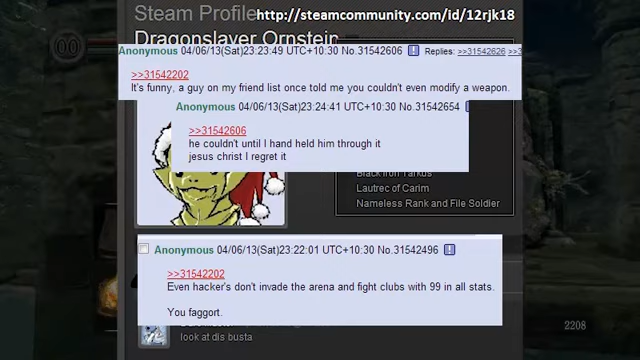 Steam Profile http://steamcommunity.com/id/12rjk18
Dragonslayer Ornstein
Anonymous 04/06/13(Sat)23:23:49 UTC+10:30 No.31542606 Replies: >>31542626 >>3
>>31542202
It's funny, a guy on my friend list once told me you couldn't even modify a weapon.
Anonymous 04/06/13(Sat)23:24:41 UTC+10:30 No.31542654
>>31542606
he couldn't until I hand held him through it
jesus christ I regret it
Black Iron Tarkus
Lautrec of Carim
Nameless Rank and File Soldier
Anonymous 04/06/13(Sat)23:22:01 UTC+10:30 No.31542496
>>31542202
Even hacker's don't invade the arena and fight clubs with 99 in all stats.
You faggort.
look at dis busta
2208